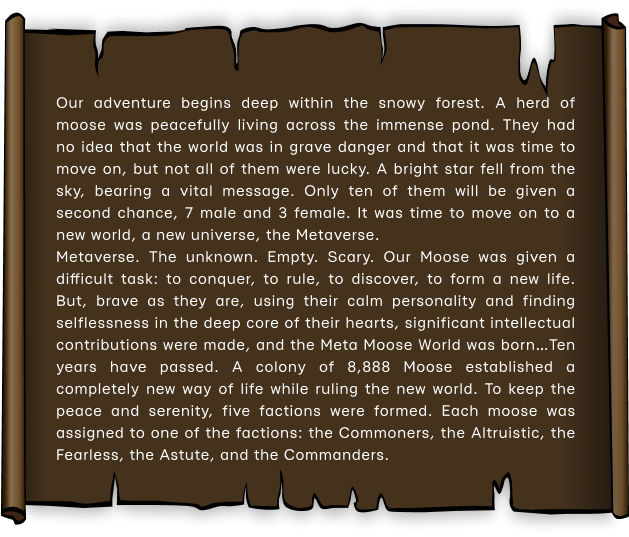 Our adventure begins deep within the snowy forest. A herd of
moose was peacefully living across the immense pond. They had
no idea that the world was in grave danger and that it was time to
move on, but not all of them were lucky. A bright star fell from the
sky, bearing a vital message. Only ten of them will be given a
second chance, 7 male and 3 female. It was time to move on to a
new world, a new universe, the Metaverse.
Metaverse. The unknown. Empty. Scary. Our Moose was given a
difficult task: to conquer, to rule, to discover, to form a new life.
But, brave as they are, using their calm personality and finding
selflessness in the deep core of their hearts, significant intellectual
contributions were made, and the Meta Moose World was born...Ten
years have passed. A colony of 8,888 Moose established a
completely new way of life while ruling the new world. To keep the
peace and serenity, five factions were formed. Each moose was
assigned to one of the factions: the Commoners, the Altruistic, the
Fearless, the Astute, and the Commanders.